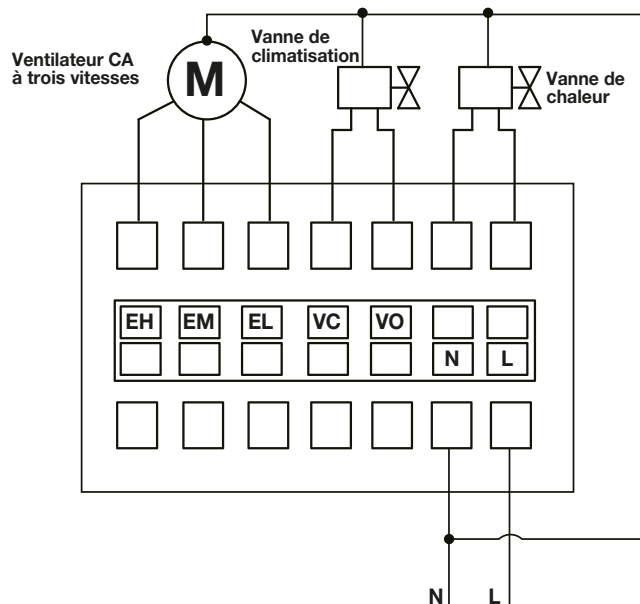 Ventilateur CA
à trois vitesses
M
Vanne de
climatisation
Vanne de
chaleur
EH EM EL VC VO
N L
N L